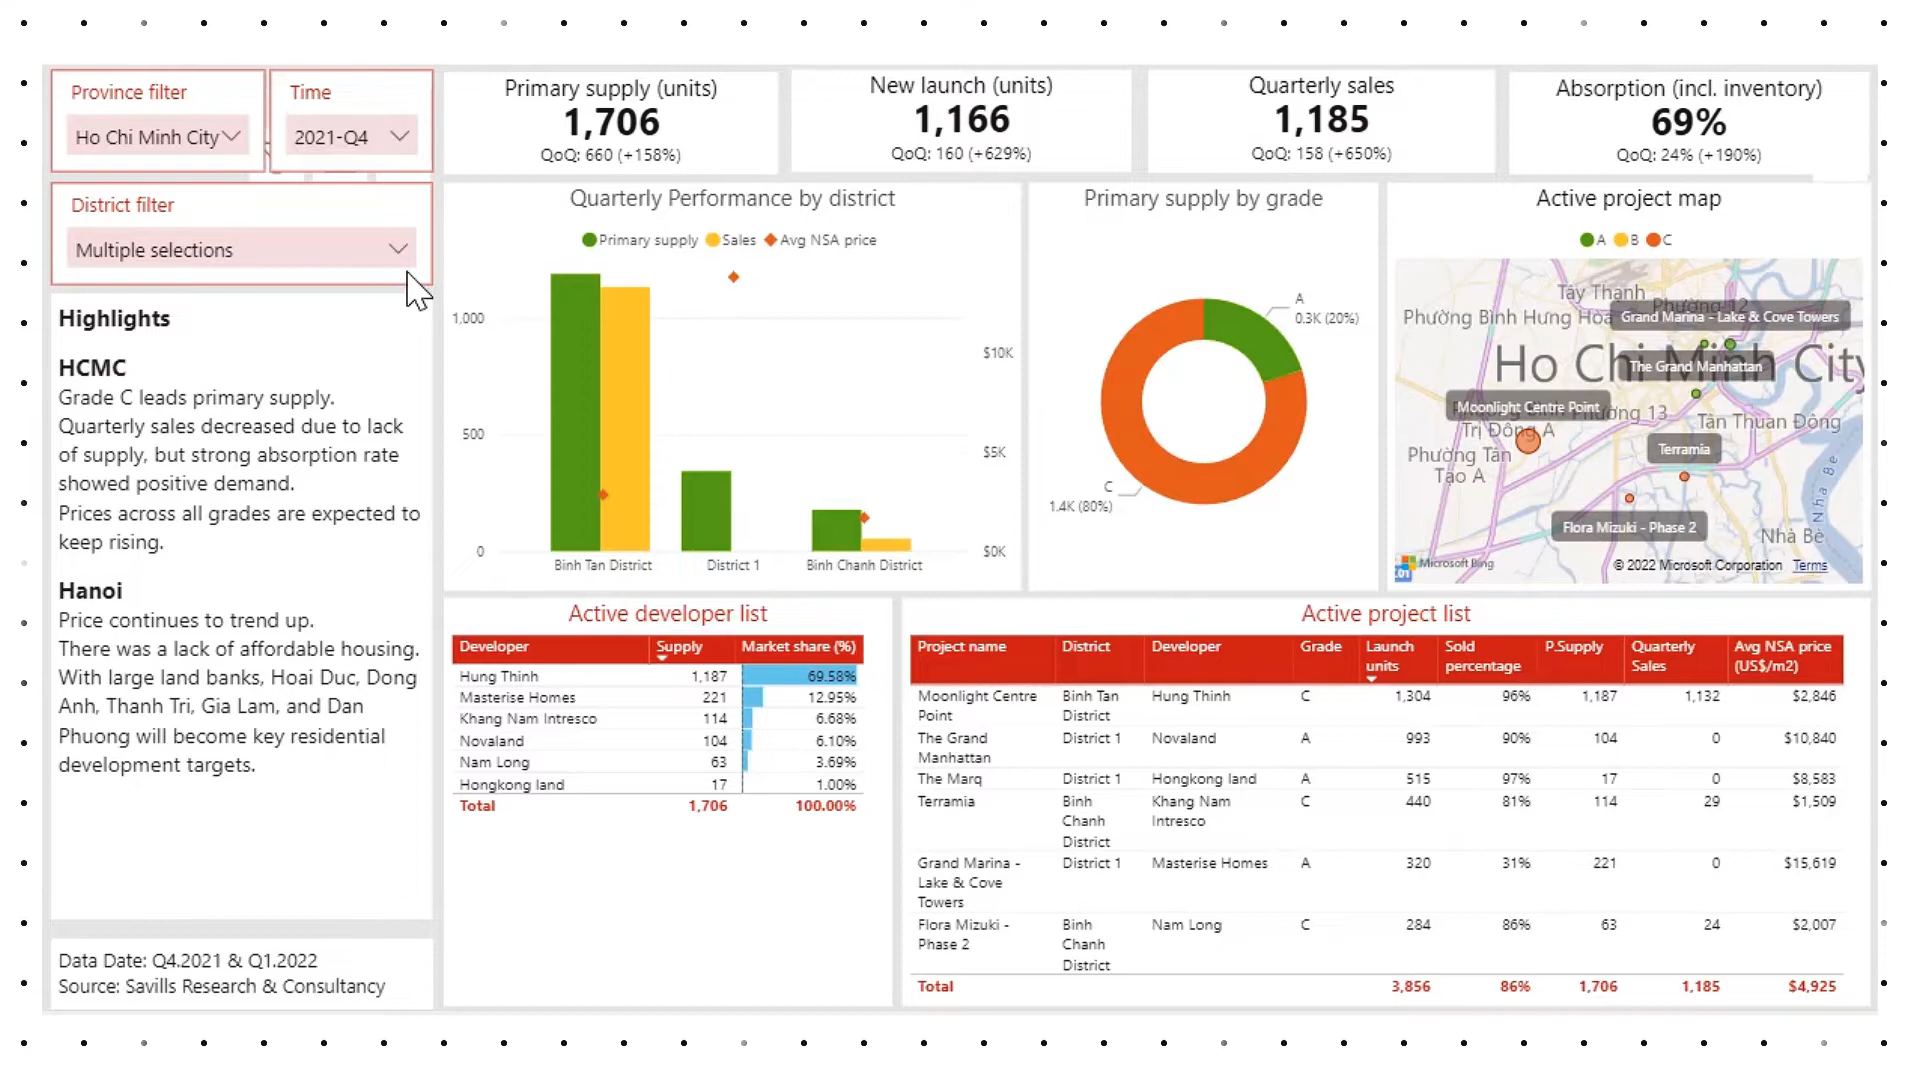 Province filter
Ho Chi Minh City
Time
2021-Q4
District filter
Multiple selections
Primary supply (units)
1,706
QoQ: 660 (+158%)
New launch (units)
1,166
QoQ: 160 (+629%)
Quarterly sales
1,185
QoQ: 158 (+650%)
Absorption (incl. inventory)
69%
QoQ: 24% (+190%)
Highlights
HCMC
Grade C leads primary supply.
Quarterly sales decreased due to lack
of supply, but strong absorption rate
showed positive demand.
Prices across all grades are expected to
keep rising.
Hanoi
Price continues to trend up.
There was a lack of affordable housing.
With large land banks, Hoai Duc, Dong
Anh, Thanh Tri, Gia Lam, and Dan
Phuong will become key residential
development targets.
Data Date: Q4.2021 & Q1.2022
Source: Savills Research & Consultancy
Quarterly Performance by district
Primary supply Sales Avg NSA price
1,000
500
0
$10K
$5K
$0K
Binh Tan District District 1 Binh Chanh District
Primary supply by grade
A
0.3K (20%)
C
1.4K (80%)
Active project map
A B C
Tây Thạnh
Phường 12
Phường Bình Hưng Hòa
Grand Marina - Lake & Cove Towers
Ho Chi Minh City
The Grand Manhattan
Moonlight Centre Point
Phường 13
Trị Đông A
Tân Thuan Đông
Phường Tân
Tạo A
Terramia
Flora Mizuki - Phase 2
Nhà Bè
Nha Be
Microsoft Bing
© 2022 Microsoft Corporation Terms
Active developer list
Developer Supply Market share (%)
Hung Thinh 1,187 69.58%
Masterise Homes 221 12.95%
Khang Nam Intresco 114 6.68%
Novaland 104 6.10%
Nam Long 63 3.69%
Hongkong land 17 1.00%
Total 1,706 100.00%
Active project list
Project name District Developer Grade Launch Sold P.Supply Quarterly Avg NSA price
units percentage Sales (US$/m2)
Moonlight Centre Binh Tan Hung Thinh C 1,304 96% 1,187 1,132 $2,846
Point District
The Grand District 1 Novaland A 993 90% 104 0 $10,840
Manhattan
The Marq District 1 Hongkong land A 515 97% 17 0 $8,583
Terramia Binh Khang Nam C 440 81% 114 29 $1,509
Chanh Intresco
District
Grand Marina - District 1 Masterise Homes A 320 31% 221 0 $15,619
Lake & Cove
Towers
Flora Mizuki - Binh Nam Long C 284 86% 63 24 $2,007
Phase 2 Chanh
District
Total 3,856 86% 1,706 1,185 $4,925